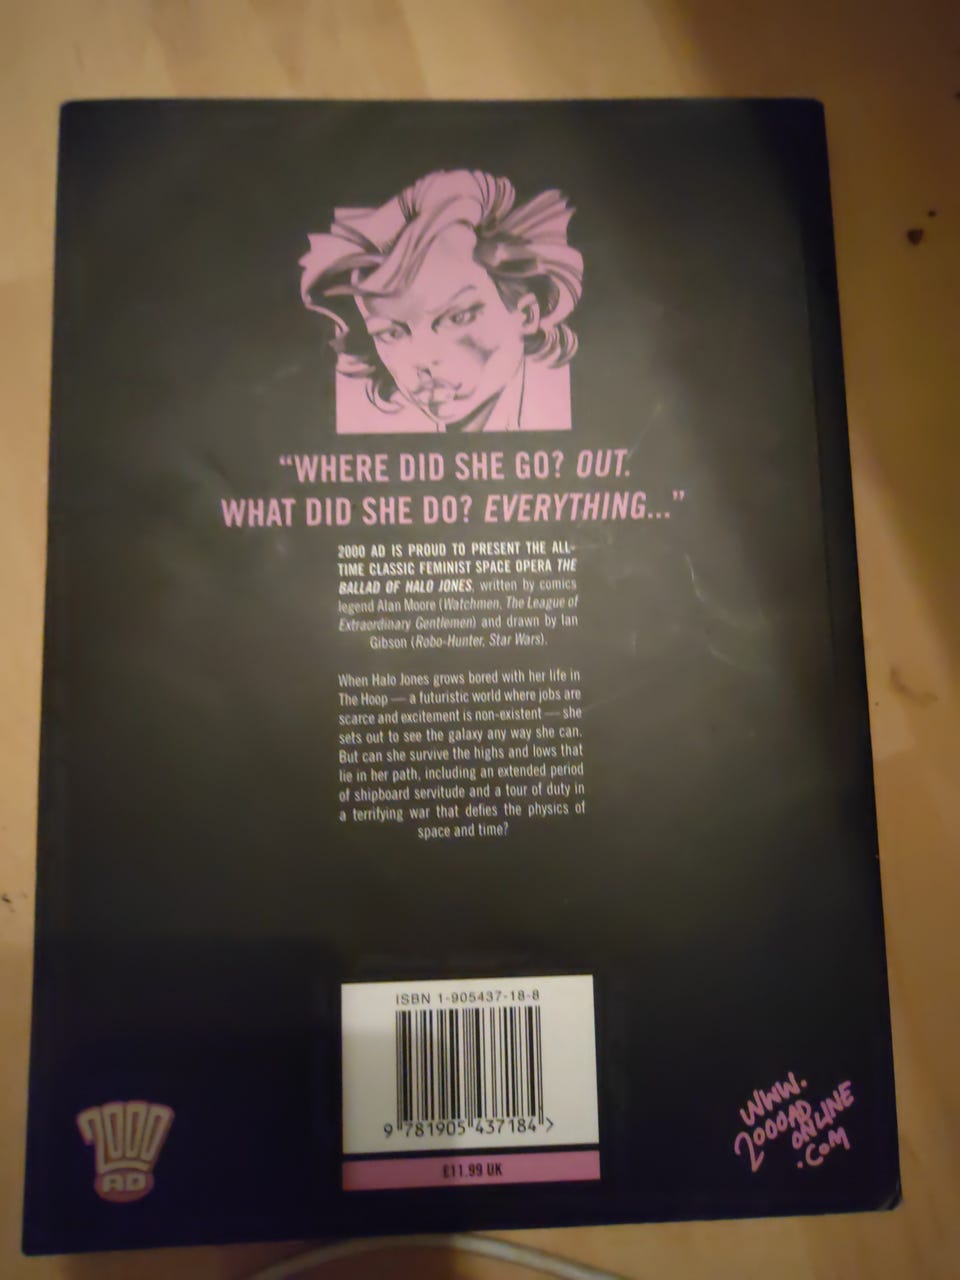 “WHERE DID SHE GO? OUT.
WHAT DID SHE DO? EVERYTHING...”
2000 AD IS PROUD TO PRESENT THE ALL-
TIME CLASSIC FEMINIST SPACE OPERA THE
BALLAD OF HALO JONES, written by comics
legend Alan Moore (Watchmen, The League of
Extraordinary Gentlemen) and drawn by Ian
Gibson (Robo-Hunter, Star Wars).
When Halo Jones grows bored with her life in
The Hoop — a futuristic world where jobs are
scarce and excitement is non-existent — she
sets out to see the galaxy any way she can.
But can she survive the highs and lows that
lie in her path, including an extended period
of shipboard servitude and a tour of duty in
a terrifying war that defies the physics of
space and time?
ISBN 1-905437-18-8
9 781905 437184 >
£11.99 UK
2000
AD
WWW.
2000AD
ONLINE
.COM